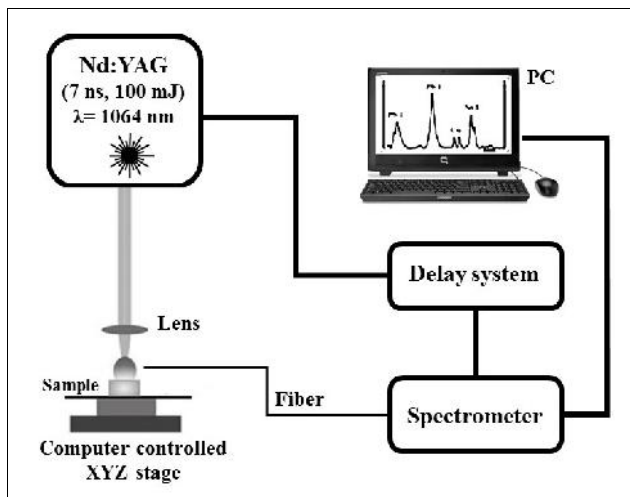 Nd:YAG
(7 ns, 100 mJ)
λ= 1064 nm
PC
Delay system
Lens
Sample
Fiber
Spectrometer
Computer controlled
XYZ stage